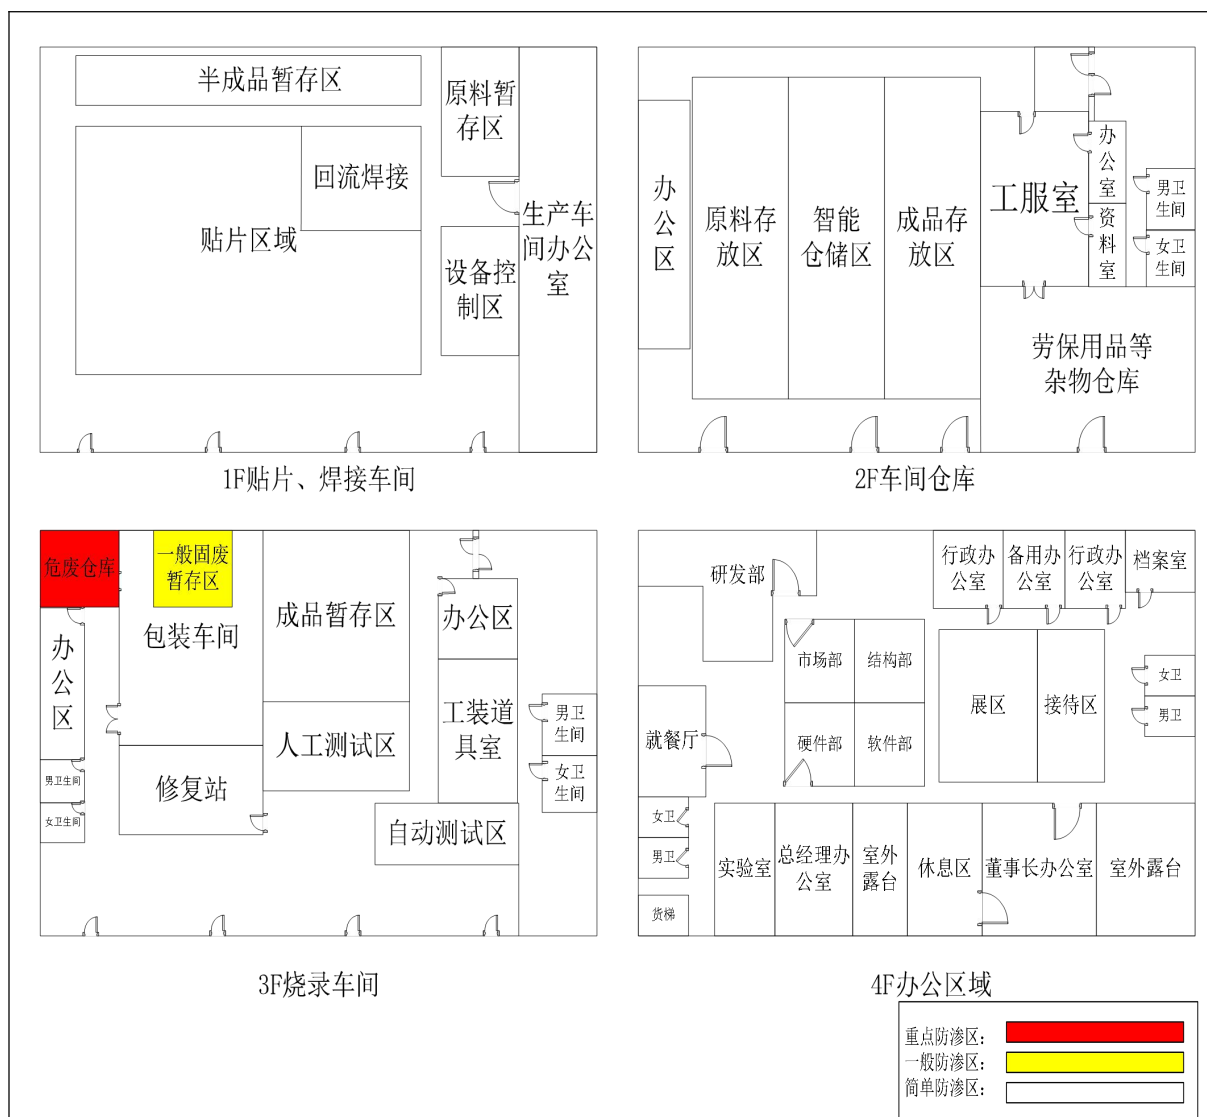 半成品暂存区
原料暂
存区
回流焊接
贴片区域
设备控
制区
生产车
间办公
室
1F贴片、焊接车间
办
公
区
原料存
放区
智能
仓储区
成品存
放区
工服室
办
公
室
资
料
室
男卫
生间
女卫
生间
劳保用品等
杂物仓库
2F车间仓库
危废仓库
一般固废
暂存区
办
公
区
包装车间
成品暂存区
办公区
工装道
具室
人工测试区
男卫
生间
女卫
生间
男卫生间
女卫生间
修复站
自动测试区
3F烧录车间
研发部
行政办
公室
备用办
公室
行政办
公室
档案室
市场部
结构部
硬件部
软件部
展区
接待区
女卫
男卫
就餐厅
女卫
男卫
货梯
实验室
总经理办
公室
室外
露台
休息区
董事长办公室
室外露台
4F办公区域
重点防渗区：
一般防渗区：
简单防渗区：